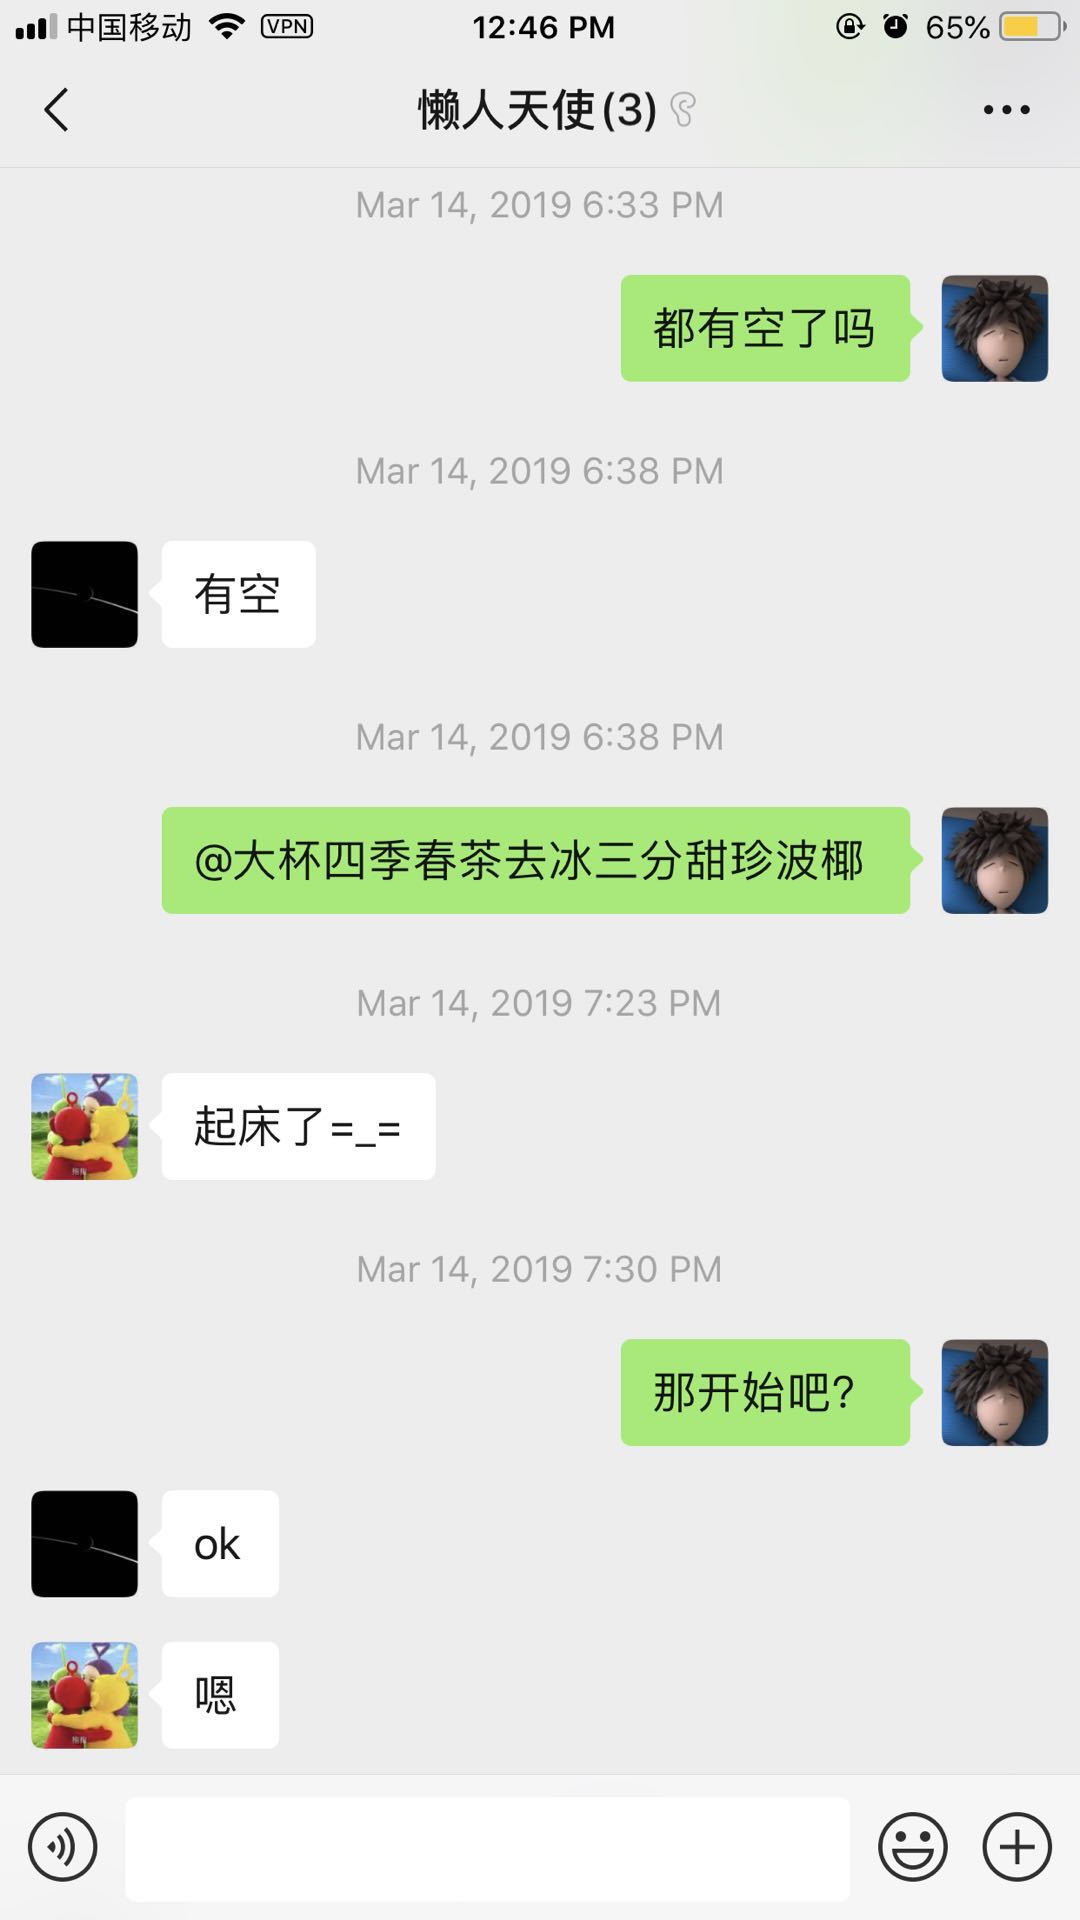 中国移动 VPN 12:46 PM 65%
懒人天使(3)
Mar 14, 2019 6:33 PM
都有空了吗
Mar 14, 2019 6:38 PM
有空
Mar 14, 2019 6:38 PM
@大杯四季春茶去冰三分甜珍波椰
Mar 14, 2019 7:23 PM
起床了=_=
Mar 14, 2019 7:30 PM
那开始吧?
ok
嗯